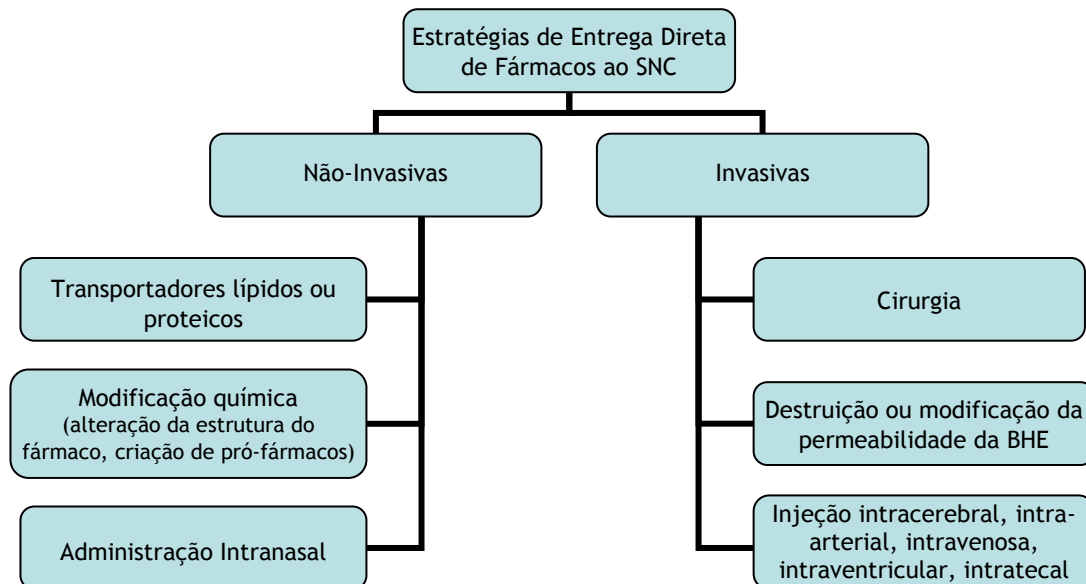 Estratégias de Entrega Direta
de Fármacos ao SNC
Não-Invasivas
Invasivas
Transportadores lípidos ou
proteicos
Cirurgia
Modificação química
(alteração da estrutura do
fármaco, criação de pró-fármacos)
Destruição ou modificação da
permeabilidade da BHE
Administração Intranasal
Injeção intracerebral, intra-
arterial, intravenosa,
intraventricular, intratecal